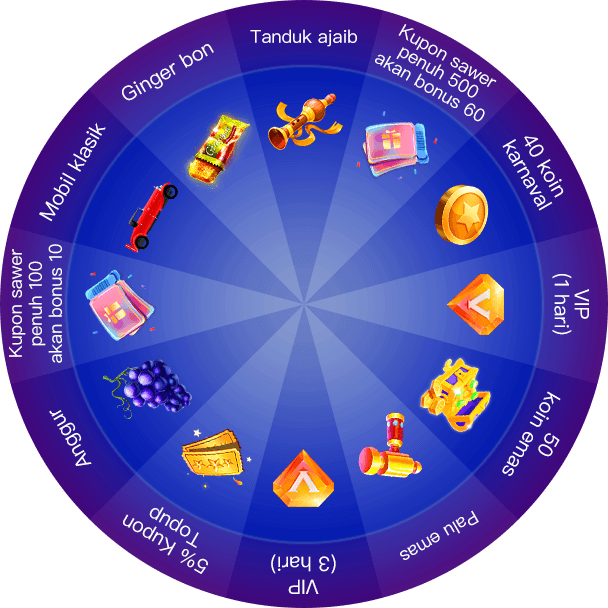 Tanduk ajaib
Kupon sawer
penuh 500
akan bonus 60
40 koin
karnaval
VIP
(1 hari)
50
koin emas
Palu emas
VIP
(3 hari)
5% Kupon
Topup
Anggur
Kupon sawer
penuh 100
akan bonus 10
Mobil klasik
Ginger bon